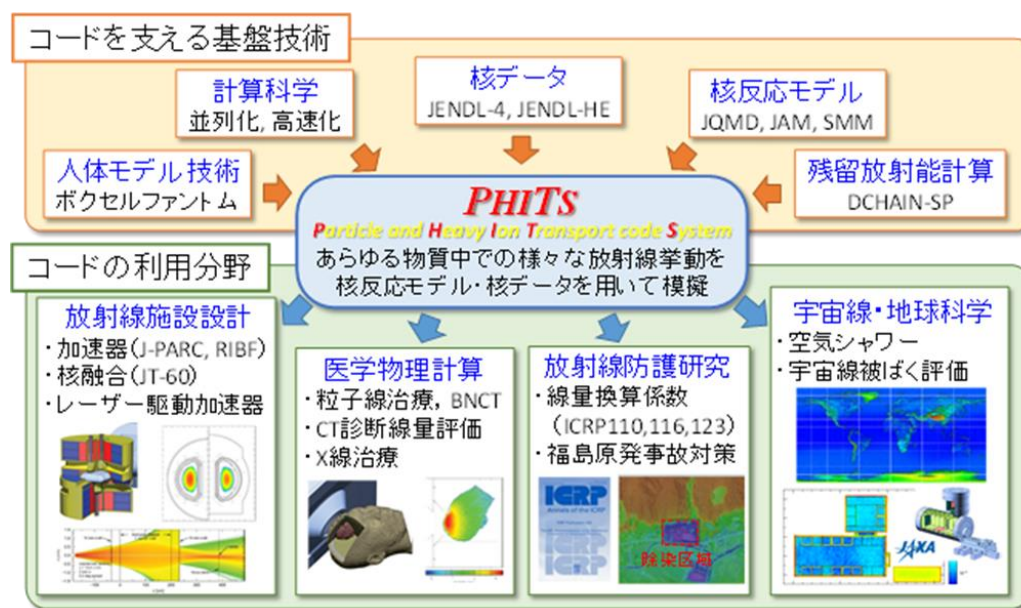 コードを支える基盤技術
計算科学
並列化, 高速化
核データ
JENDL-4, JENDL-HE
核反応モデル
JQMD, JAM, SMM
人体モデル技術
ボクセルファントム
残留放射能計算
DCHAIN-SP
PHITS
Particle and Heavy Ion Transport code System
あらゆる物質中での様々な放射線挙動を
核反応モデル・核データを用いて模擬
コードの利用分野
放射線施設設計
・加速器(J-PARC, RIBF)
・核融合(JT-60)
・レーザー駆動加速器
医学物理計算
・粒子線治療, BNCT
・CT診断線量評価
・X線治療
放射線防護研究
・線量換算係数
(ICRP110,116,123)
・福島原発事故対策
ICRP
Annals of the ICRP
ICRP
ICRP
除染区域
宇宙線・地球科学
・空気シャワー
・宇宙線被ばく評価
JAXA